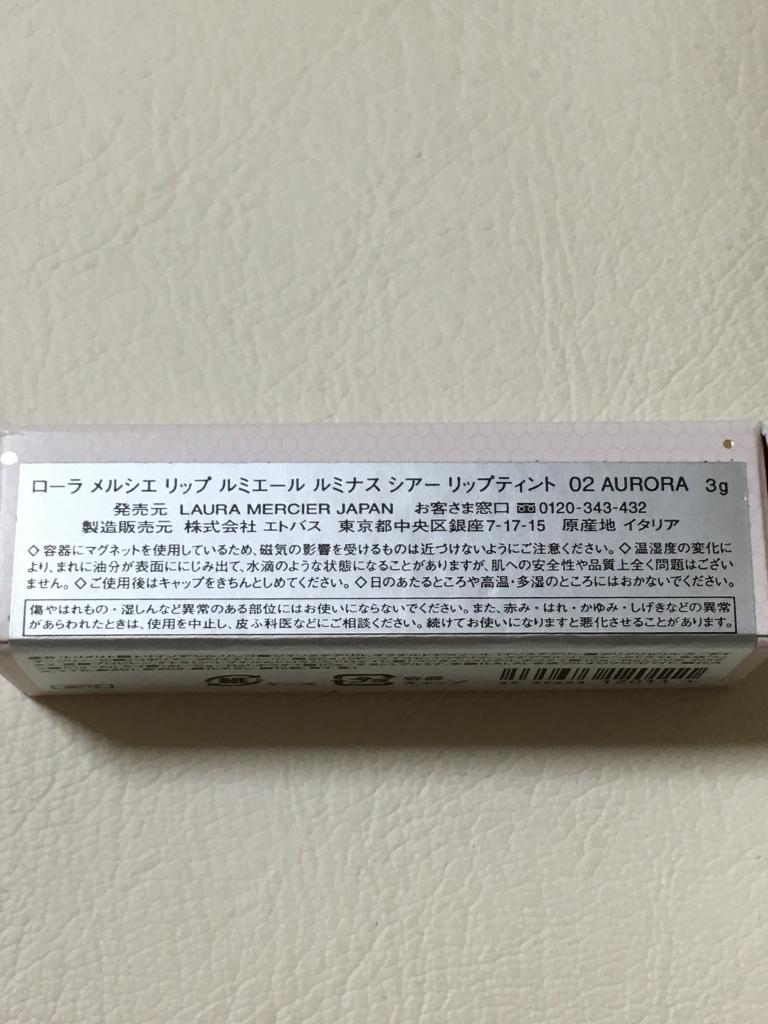 ローラ メルシエ リップ ルミエール ルミナス シアー リップティント 02 AURORA 3g
発売元 LAURA MERCIER JAPAN お客さま窓口 0120-343-432
製造販売元 株式会社 エトバス 東京都中央区銀座7-17-15 原産地 イタリア
◇容器にマグネットを使用しているため、磁気の影響を受けるものは近づけないようにご注意ください。◇温湿度の変化に
より、まれに油分が表面ににじみ出て、水滴のような状態になることがありますが、肌への安全性や品質上全く問題はござい
ません。◇ご使用後はキャップをきちんとしめてください。◇日のあたるところや高温・多湿のところにはおかないでください。
傷やはれもの・湿しんなど異常のある部位にはお使いにならないでください。また、赤み・はれ・かゆみ・しげきなどの異常
があらわれたときは、使用を中止し、皮ふ科医などにご相談ください。続けてお使いになりますと悪化させることがあります。
紙 ケース プラ 容器 キャップ